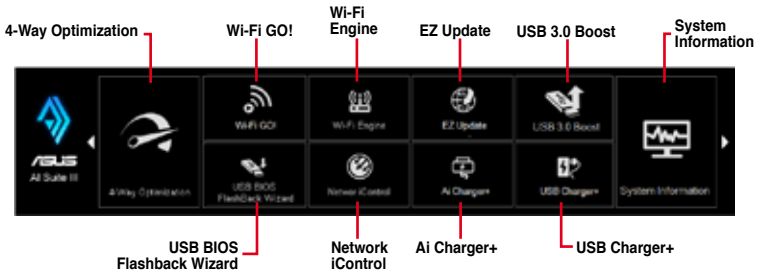 4-Way Optimization
Wi-Fi GO!
Wi-Fi
Engine
EZ Update
USB 3.0 Boost
System
Information
ASUS
AI Suite III
4-Way Optimization
Wi-Fi GO!
Wi-Fi Engine
EZ Update
USB 3.0 Boost
USB BIOS
FlashBack Wizard
Networ iControl
Ai Charger+
USB Charger+
System Information
USB BIOS
Flashback Wizard
Network
iControl
Ai Charger+
USB Charger+